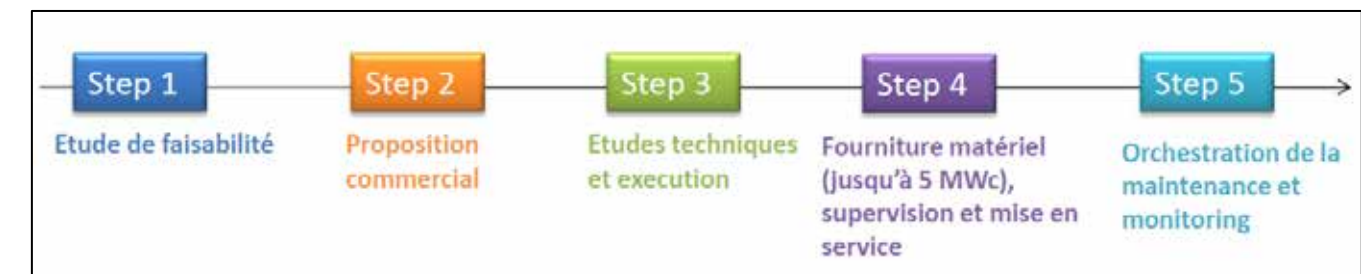 Step 1
Step 2
Step 3
Step 4
Step 5
Etude de faisabilité
Proposition
commercial
Etudes techniques
et execution
Fourniture matériel
(jusqu'à 5 MWc),
supervision et mise en
service
Orchestration de la
maintenance et
monitoring